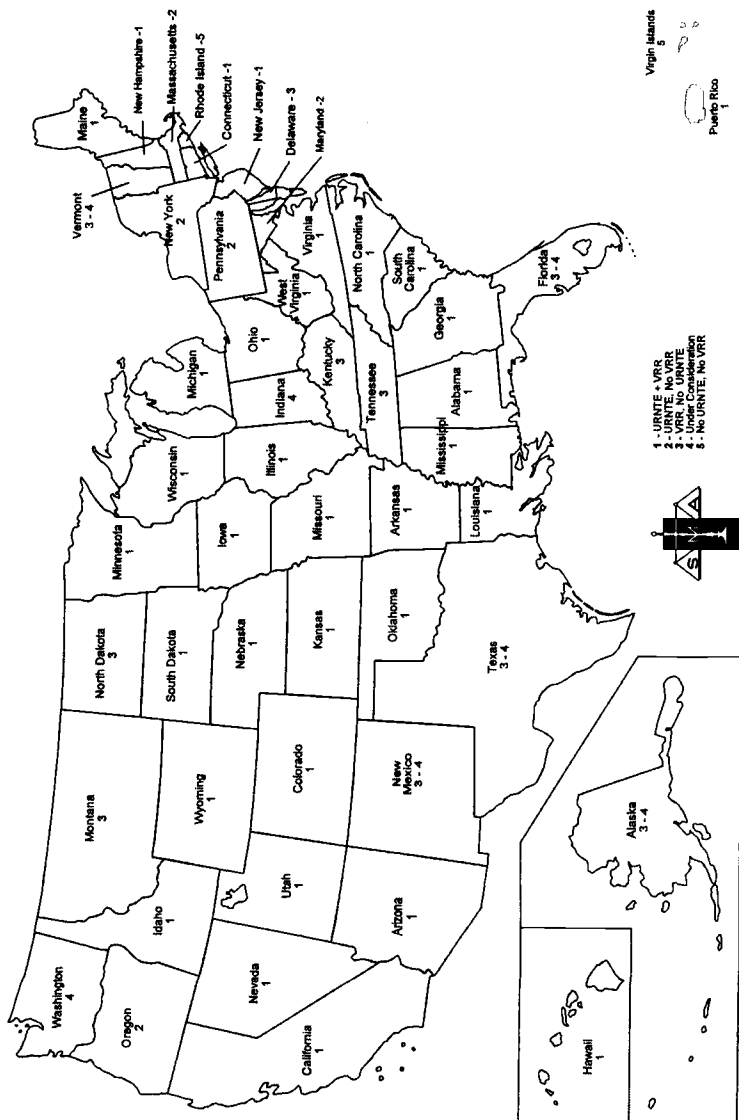 Washington
4
Oregon
2
California
1
Nevada
1
Idaho
1
Montana
3
Wyoming
1
Utah
1
Arizona
1
Colorado
1
New
Mexico
3 - 4
North Dakota
3
South Dakota
1
Nebraska
1
Kansas
1
Oklahoma
1
Texas
3 - 4
Minnesota
1
Iowa
1
Missouri
1
Arkansas
1
Louisiana
1
Wisconsin
1
Illinois
1
Michigan
1
Indiana
4
Ohio
1
Kentucky
3
Tennessee
3
Mississippi
1
Alabama
1
Georgia
1
Florida
3 - 4
South
Carolina
1
North Carolina
1
Virginia
1
West
Virginia
1
Pennsylvania
2
New York
2
Vermont
3 - 4
Maine
1
New Hampshire -1
Massachusetts -2
Rhode Island -5
Connecticut -1
New Jersey -1
Delaware - 3
Maryland -2
Hawaii
1
Alaska
3 - 4
Puerto Rico
1
Virgin Islands
5
S M A
1 - URNTE + VRR
2 - URNTE, No VRR
3 - VRR, No URNTE
4 - Under Consideration
5 - No URNTE, No VRR